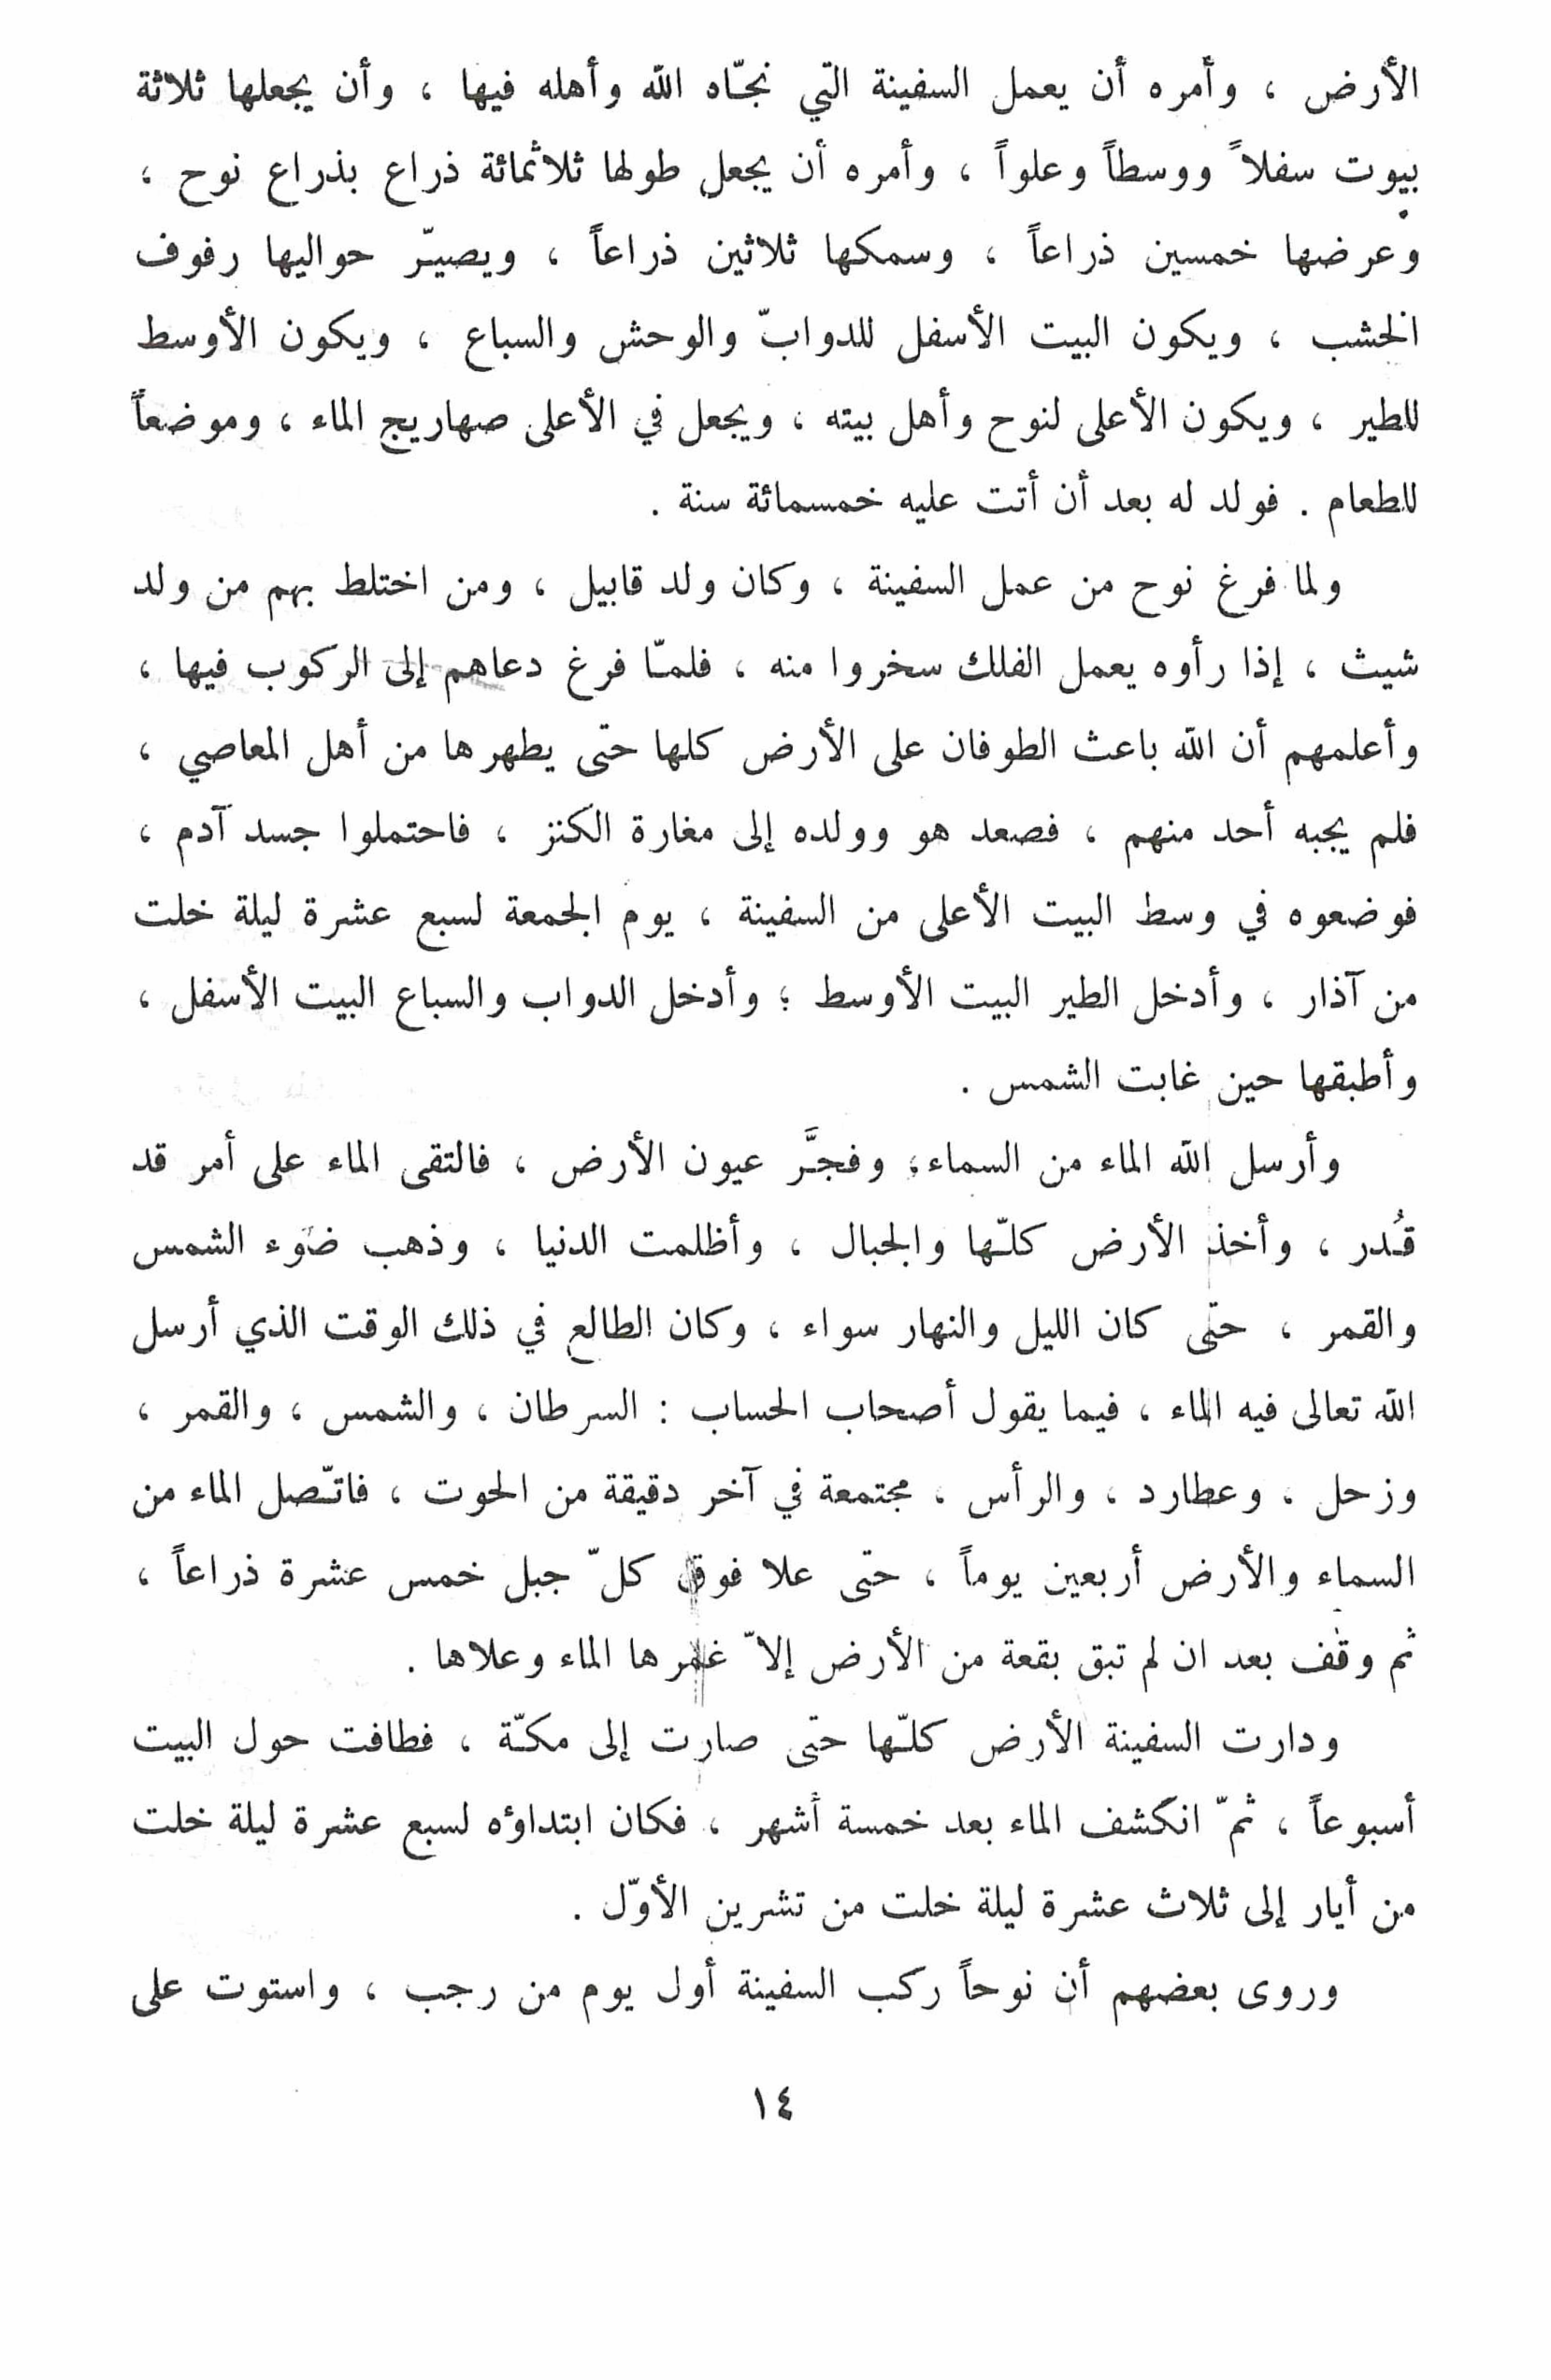 الأرض ، وأمره أن يعمل السفينة التي نجّاه الله وأهله فيها ، وأن يجعلها ثلاثة
بيوت سفلاً ووسطاً وعلواً ، وأمره أن يجعل طولها ثلاثمائة ذراع بذراع نوح ،
وعرضها خمسين ذراعاً ، وسمكها ثلاثين ذراعاً ، ويصيّر حواليها رفوف
الخشب ، ويكون البيت الأسفل للدوابّ والوحش والسباع ، ويكون الأوسط
للطير ، ويكون الأعلى لنوح وأهل بيته ، ويجعل في الأعلى صهاريج الماء ، وموضعاً
للطعام . فولد له بعد أن أتت عليه خمسمائة سنة .
ولما فرغ نوح من عمل السفينة ، وكان ولد قابيل ، ومن اختلط بهم من ولد
شيث ، إذا رأوه يعمل الفلك سخروا منه ، فلمّا فرغ دعاهم إلى الركوب فيها ،
وأعلمهم أن الله باعث الطوفان على الأرض كلها حتى يطهرها من أهل المعاصي ،
فلم يجبه أحد منهم ، فصعد هو وولده إلى مغارة الكنز ، فاحتملوا جسد آدم ،
فوضعوه في وسط البيت الأعلى من السفينة ، يوم الجمعة لسبع عشرة ليلة خلت
من آذار ، وأدخل الطير البيت الأوسط ؛ وأدخل الدواب والسباع البيت الأسفل ،
وأطبقها حين غابت الشمس .
وأرسل الله الماء من السماء ؛ وفجَّر عيون الأرض ، فالتقى الماء على أمر قد
قُدر ، وأخذ الأرض كلّها والجبال ، وأظلمت الدنيا ، وذهب ضوء الشمس
والقمر ، حتى كان الليل والنهار سواء ، وكان الطالع في ذلك الوقت الذي أرسل
الله تعالى فيه الماء ، فيما يقول أصحاب الحساب : السرطان ، والشمس ، والقمر ،
وزحل ، وعطارد ، والرأس ، مجتمعة في آخر دقيقة من الحوت ، فاتّصل الماء من
السماء والأرض أربعين يوماً ، حتى علا فوق كلّ جبل خمس عشرة ذراعاً ،
ثم وقف بعد ان لم تبق بقعة من الأرض إلاّ غمرها الماء وعلاها .
ودارت السفينة الأرض كلّها حتى صارت إلى مكّة ، فطافت حول البيت
أسبوعاً ، ثمّ انكشف الماء بعد خمسة أشهر ، فكان ابتداؤه لسبع عشرة ليلة خلت
من أيار إلى ثلاث عشرة ليلة خلت من تشرين الأوّل .
وروى بعضهم أن نوحاً ركب السفينة أول يوم من رجب ، واستوت على
١٤